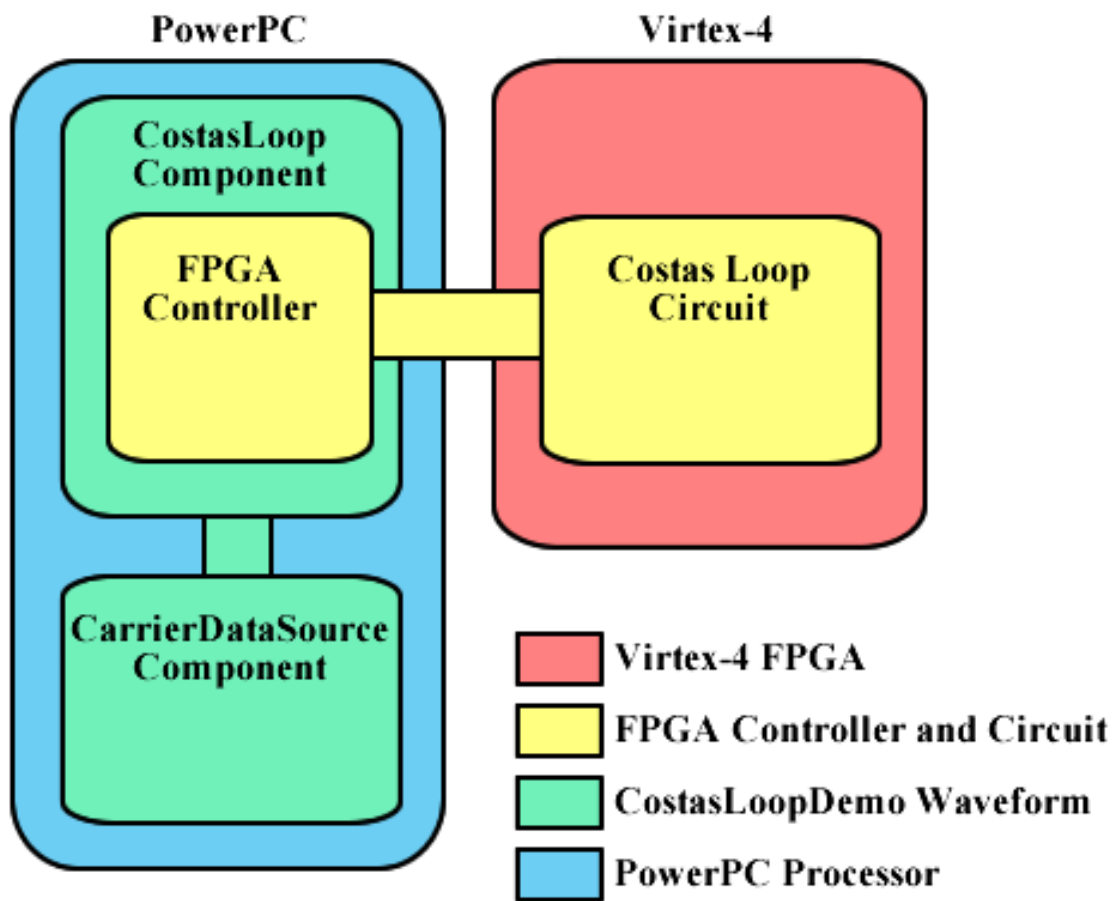 PowerPC
Virtex-4
CostasLoop
Component
FPGA
Controller
Costas Loop
Circuit
CarrierDataSource
Component
Virtex-4 FPGA
FPGA Controller and Circuit
CostasLoopDemo Waveform
PowerPC Processor